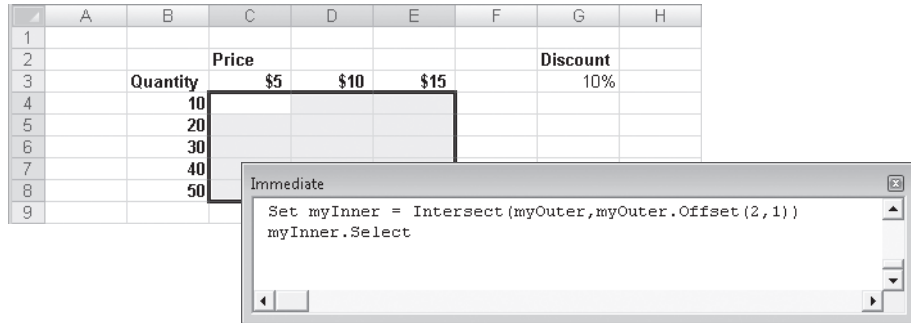 A B C D E F G H
1
2 Price Discount
3 Quantity $5 $10 $15 10%
4 10
5 20
6 30
7 40
8 50
9
Immediate
Set myInner = Intersect(myOuter,myOuter.Offset(2,1))
myInner.Select